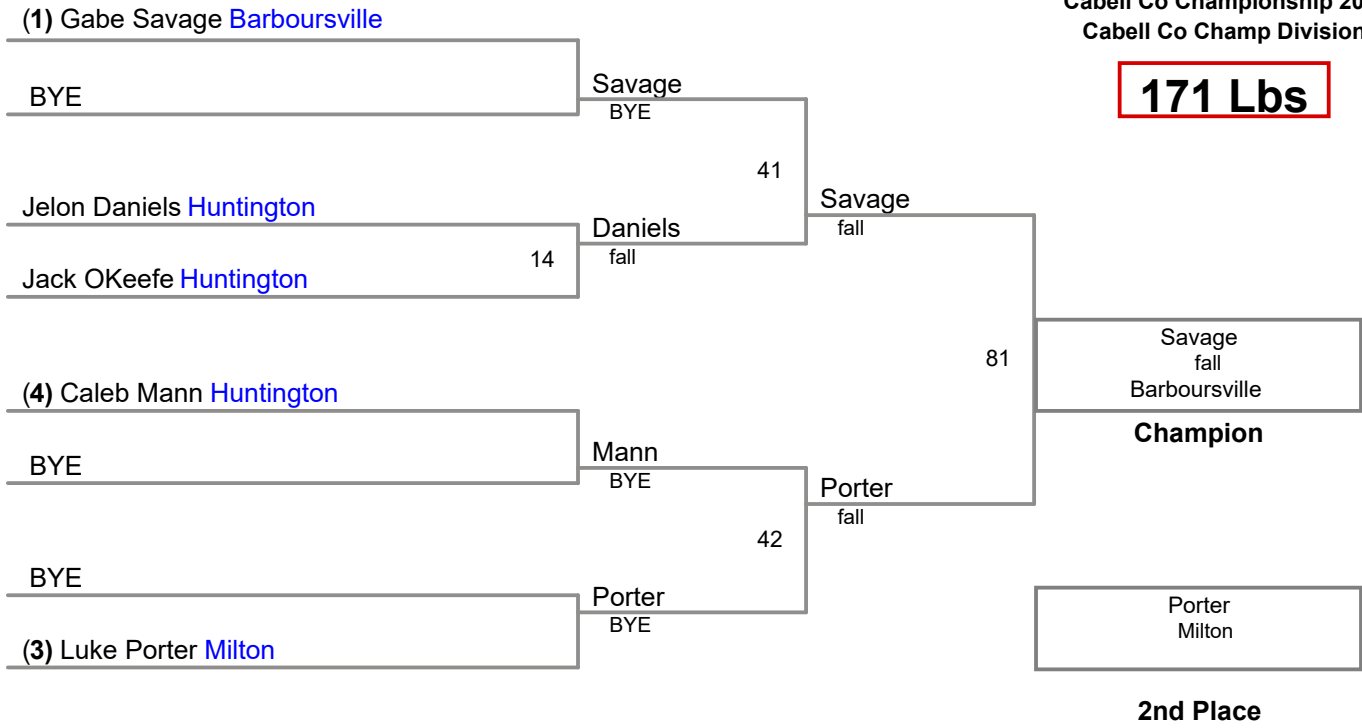 Cabell Co Championship 20
Cabell Co Champ Division
171 Lbs
(1) Gabe Savage Barboursville
BYE
Savage
BYE
41
Jelon Daniels Huntington
14
Daniels
fall
Jack OKeefe Huntington
Savage
fall
81
(4) Caleb Mann Huntington
BYE
Mann
BYE
42
BYE
Porter
BYE
(3) Luke Porter Milton
Porter
fall
Savage
fall
Barboursville
Champion
Porter
Milton
2nd Place